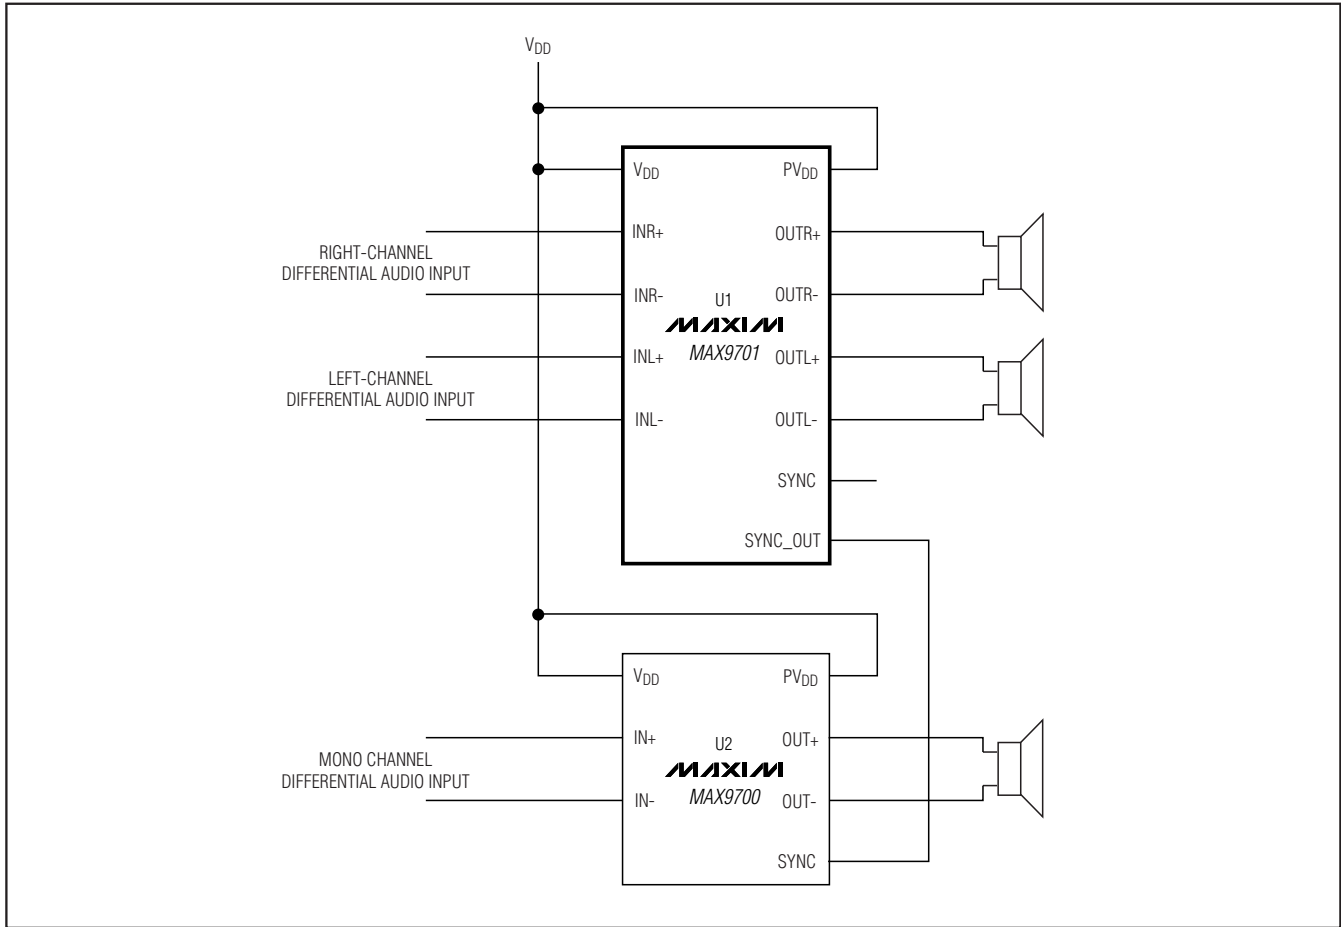 VDD
VDD
PVDD
INR+
OUTR+
RIGHT-CHANNEL
DIFFERENTIAL AUDIO INPUT
INR-
OUTR-
U1
MAXIM
MAX9701
INL+
OUTL+
LEFT-CHANNEL
DIFFERENTIAL AUDIO INPUT
INL-
OUTL-
SYNC
SYNC_OUT
VDD
PVDD
IN+
OUT+
MONO CHANNEL
DIFFERENTIAL AUDIO INPUT
U2
MAXIM
MAX9700
IN-
OUT-
SYNC